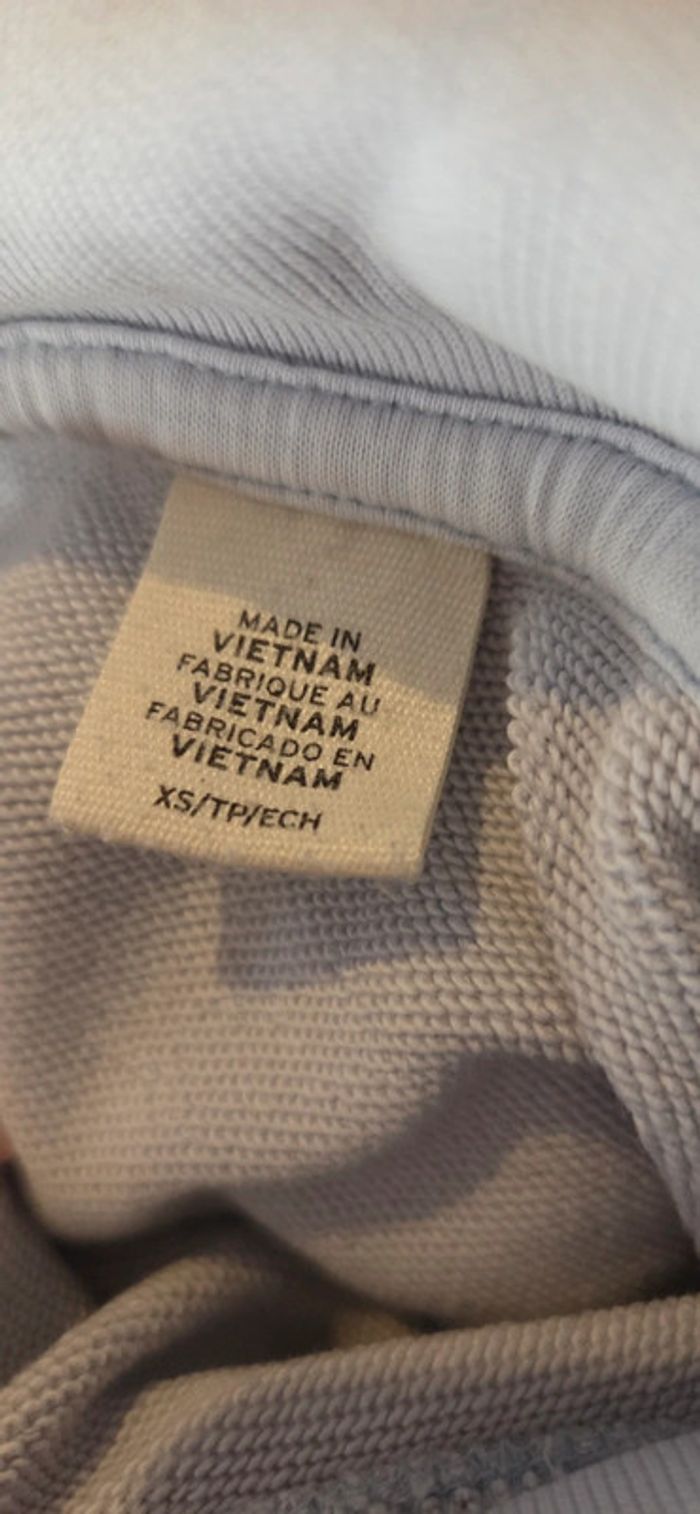 MADE IN
VIETNAM
FABRIQUE AU
VIETNAM
FABRICADO EN
VIETNAM
XS/TP/ECH